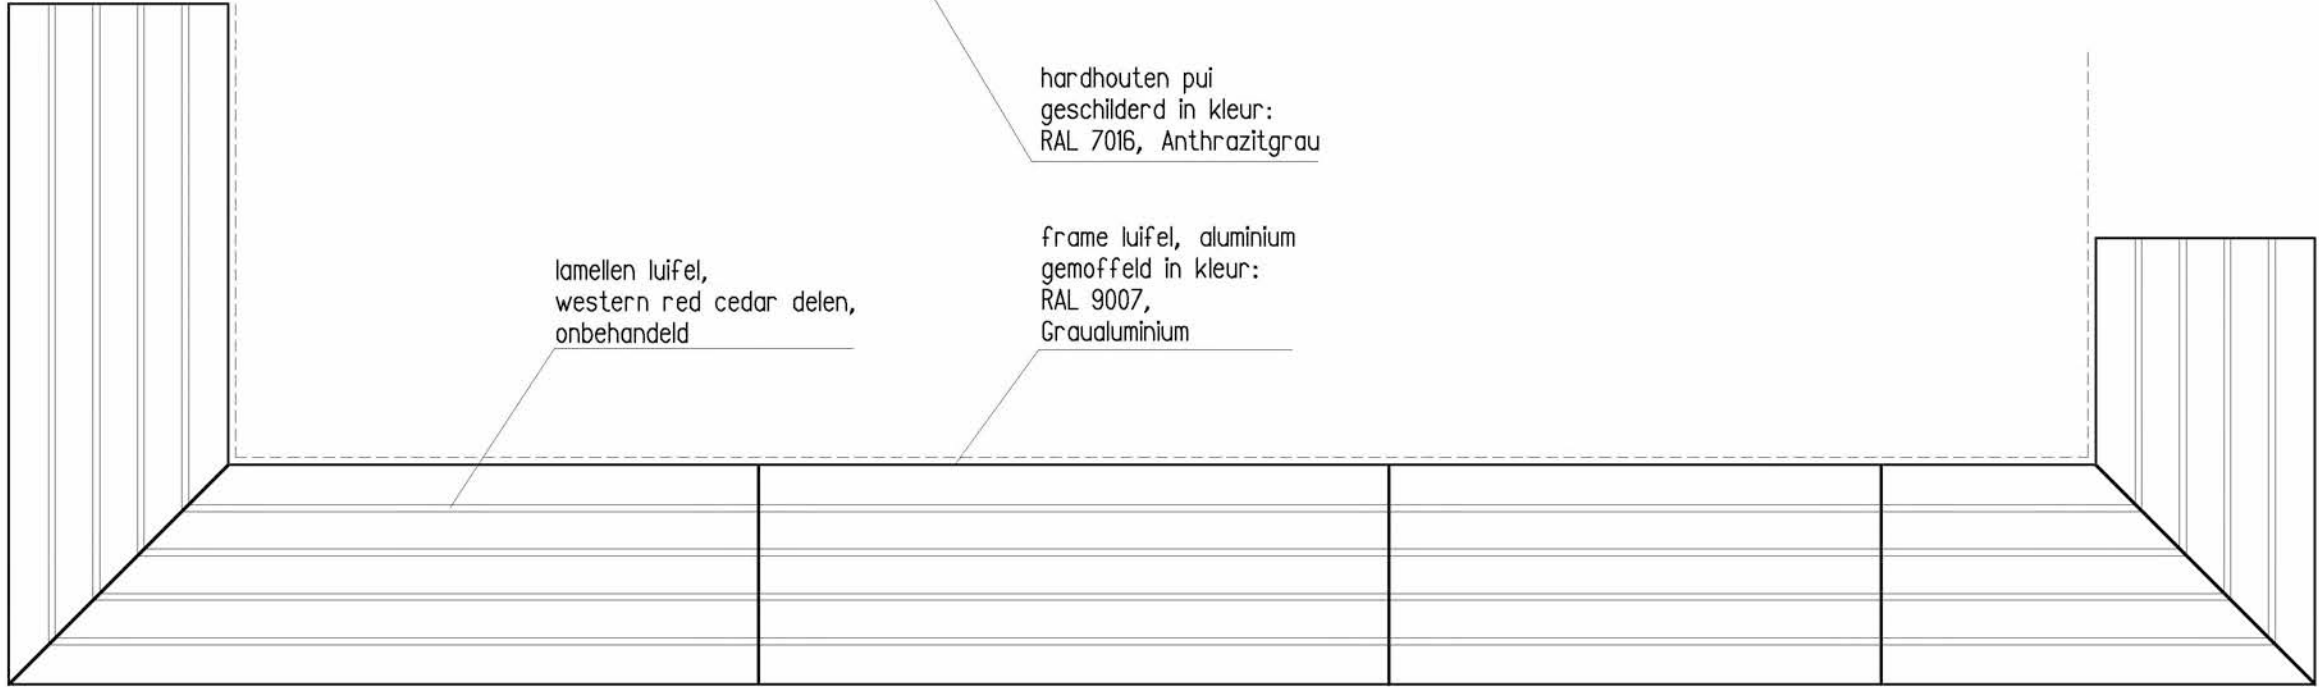 hardhouten pui
geschilderd in kleur:
RAL 7016, Anthrazitgrau
lamellen luifel,
western red cedar delen,
onbehandeld
frame luifel, aluminium
gemoffeld in kleur:
RAL 9007,
Graualuminium